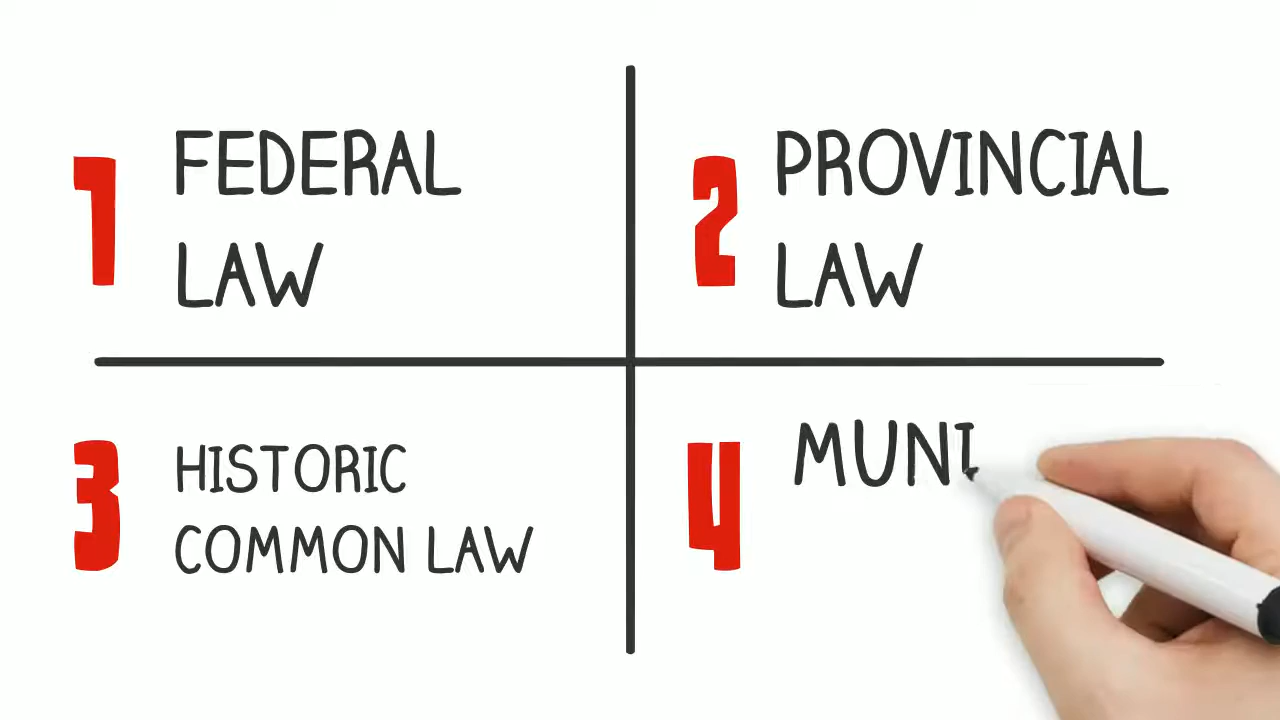 1 FEDERAL
LAW
2 PROVINCIAL
LAW
3 HISTORIC
COMMON LAW
4 MUNI